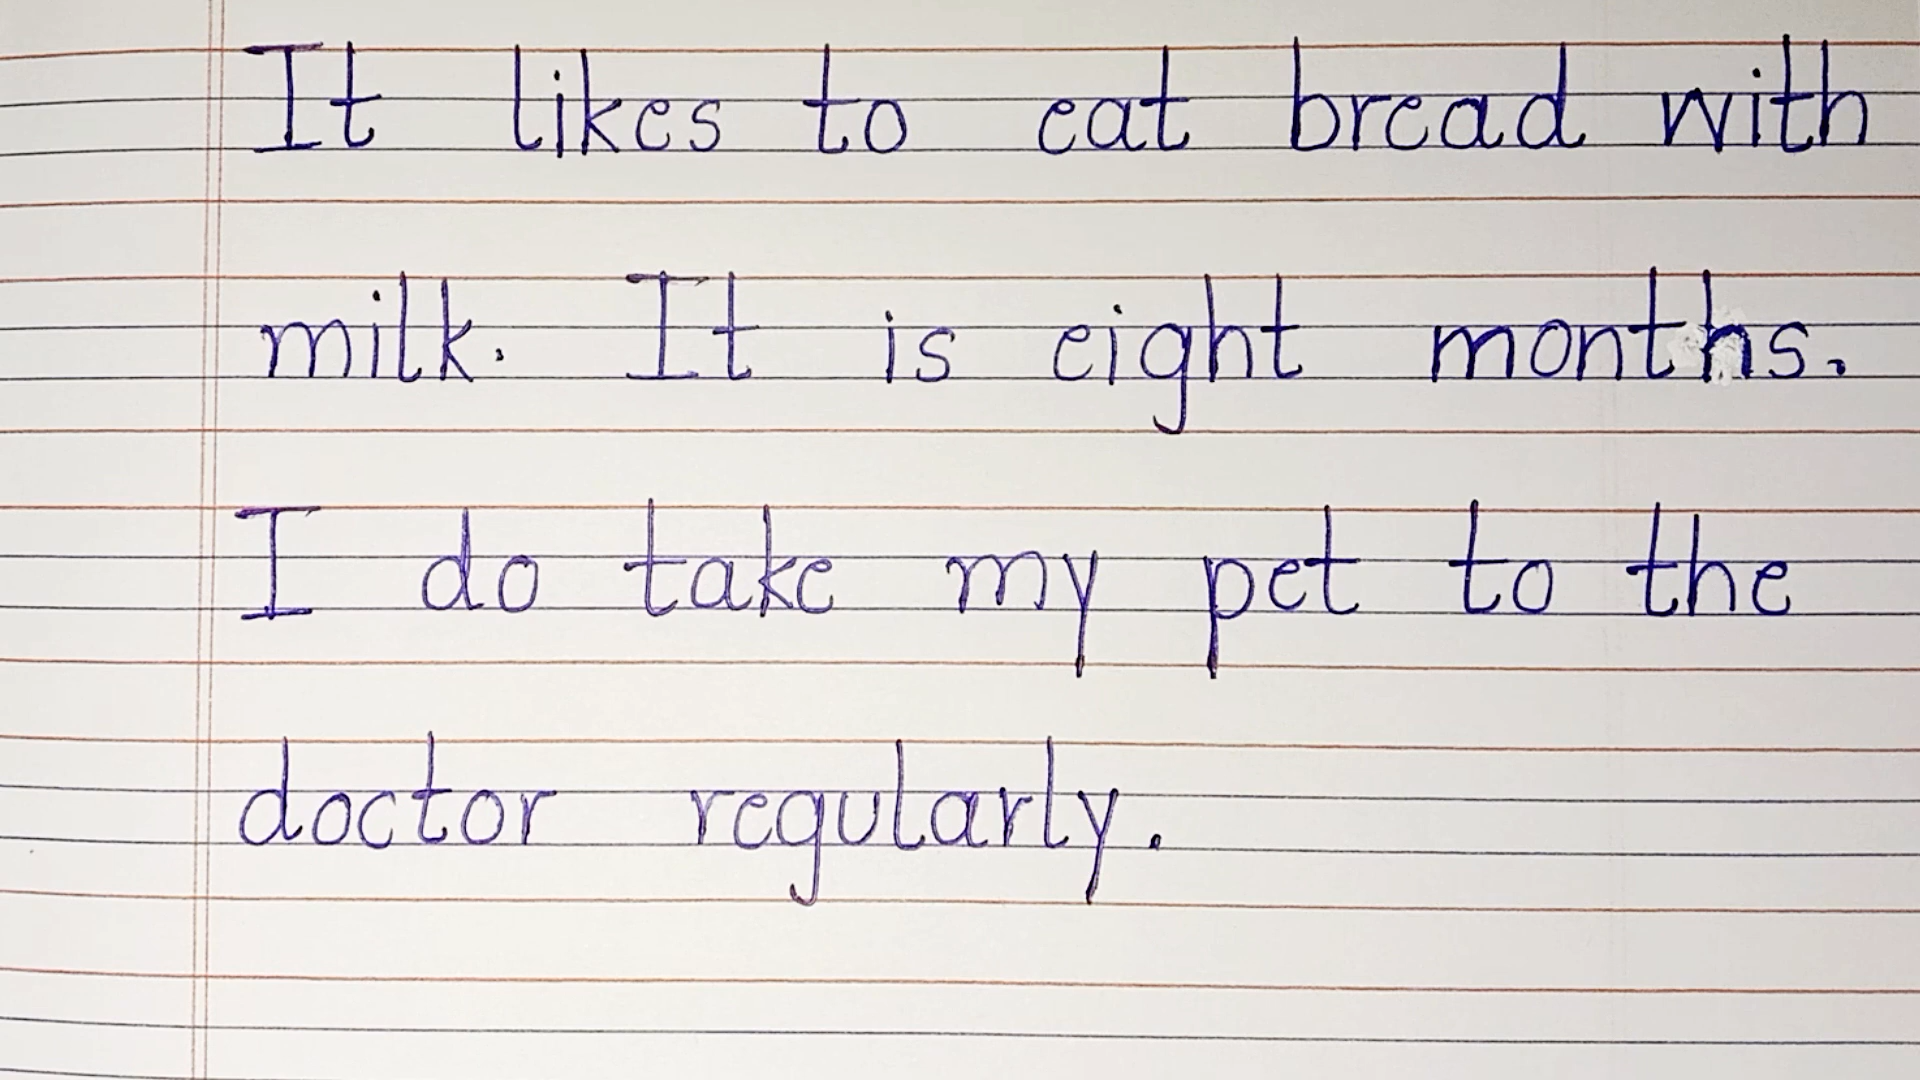 It likes to eat bread with
milk. It is eight months.
I do take my pet to the
doctor regularly.